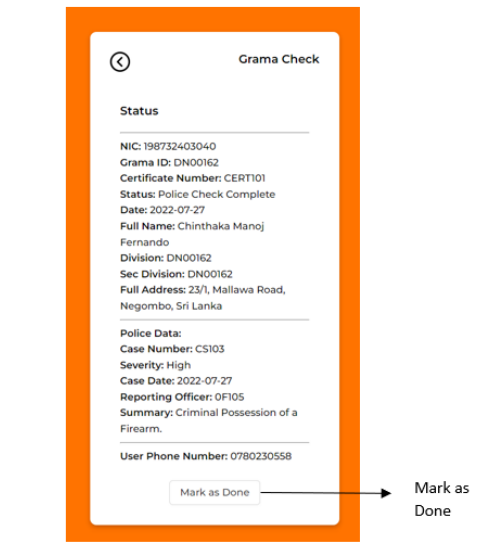 Grama Check
Status
NIC: 198732403040
Grama ID: DN00162
Certificate Number: CERT101
Status: Police Check Complete
Date: 2022-07-27
Full Name: Chinthaka Manoj
Fernando
Division: DN00162
Sec Division: DN00162
Full Address: 23/1, Mallawa Road,
Negombo, Sri Lanka
Police Data:
Case Number: CS103
Severity: High
Case Date: 2022-07-27
Reporting Officer: 0F105
Summary: Criminal Possession of a
Firearm.
User Phone Number: 0780230558
Mark as Done
Mark as
Done